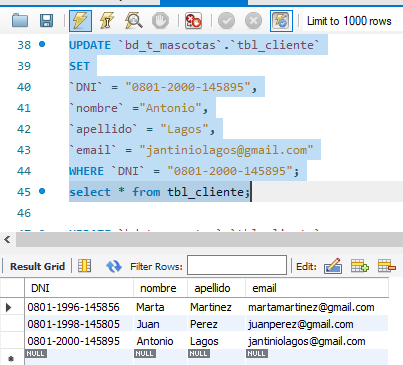 Limit to 1000 rows
38 UPDATE `bd_t_mascotas`.`tbl_cliente`
39 SET
40 `DNI` = "0801-2000-145895",
41 `nombre` ="Antonio",
42 `apellido` = "Lagos",
43 `email` = "jantiniolagos@gmail.com"
44 WHERE `DNI` = "0801-2000-145895";
45 select * from tbl_cliente;
46
Result Grid Filter Rows: Edit:
DNI nombre apellido email
0801-1996-145856 Marta Martinez martamartinez@gmail.com
0801-1998-145805 Juan Perez juanperez@gmail.com
0801-2000-145895 Antonio Lagos jantiniolagos@gmail.com
NULL NULL NULL NULL